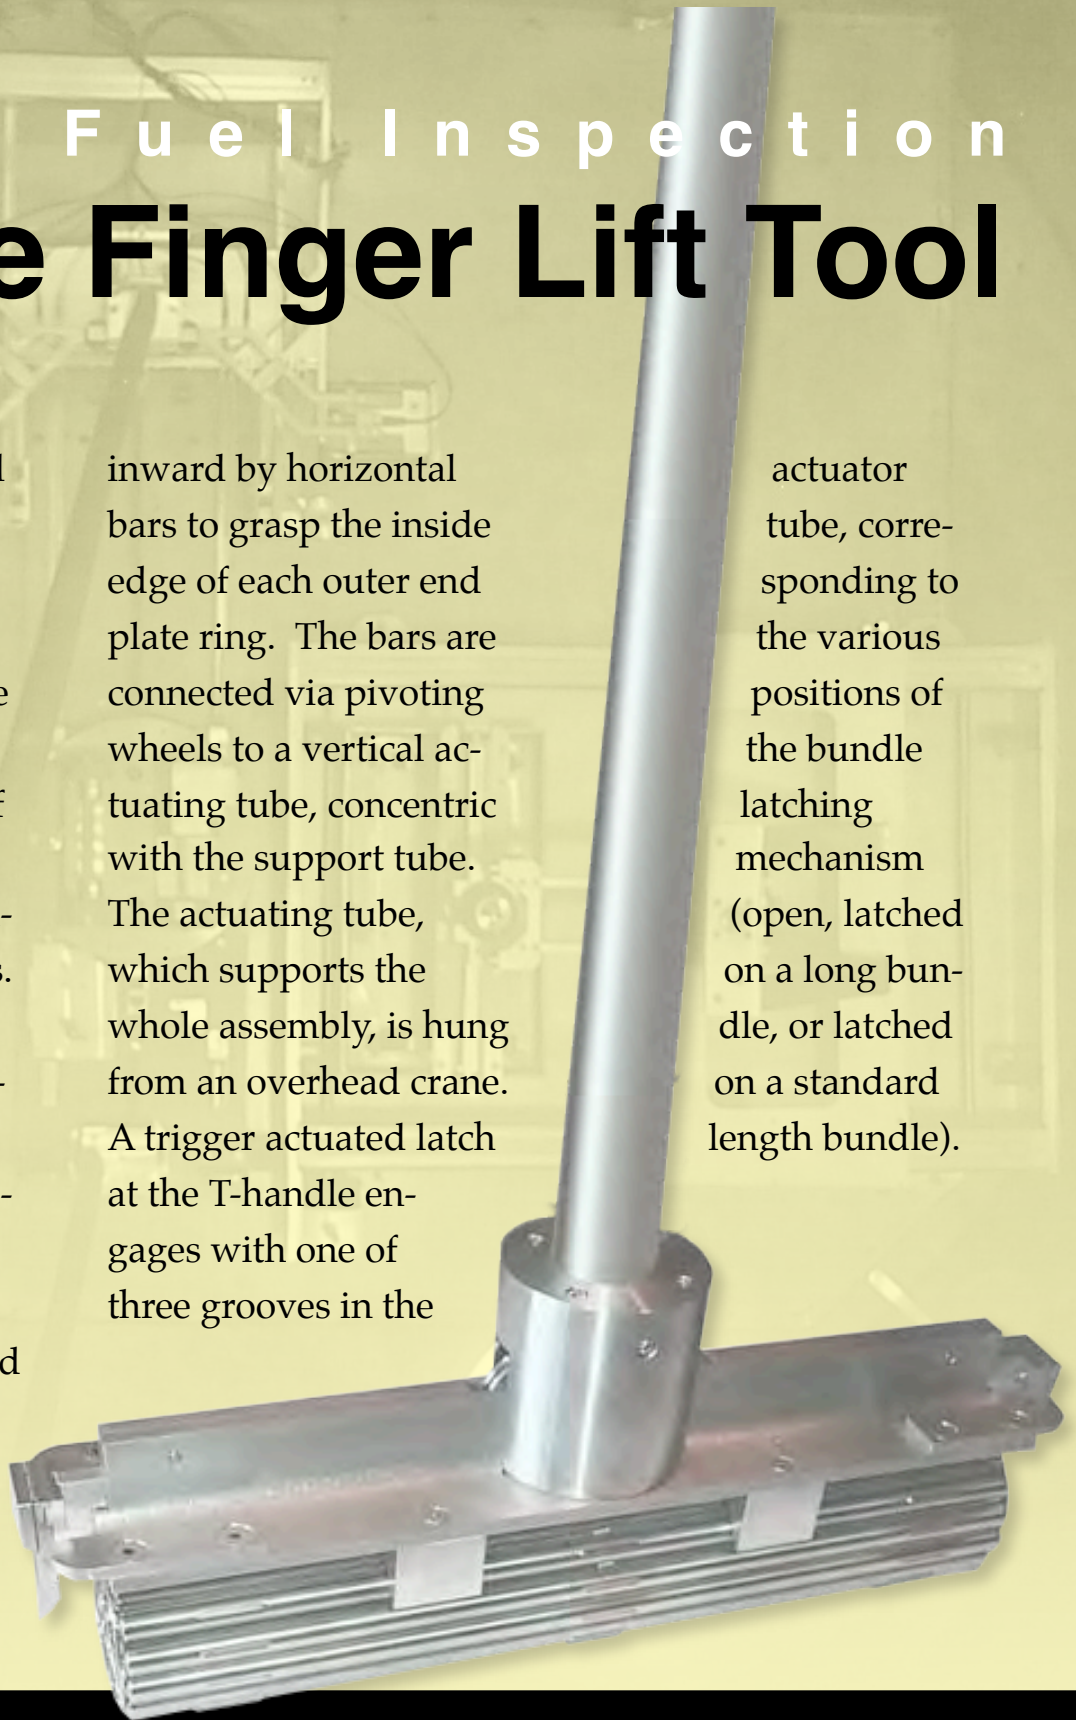 Fuel Inspection
e Finger Lift Tool
l
e
f
-
s.
-
-
d
inward by horizontal
bars to grasp the inside
edge of each outer end
plate ring. The bars are
connected via pivoting
wheels to a vertical ac-
tuating tube, concentric
with the support tube.
The actuating tube,
which supports the
whole assembly, is hung
from an overhead crane.
A trigger actuated latch
at the T-handle en-
gages with one of
three grooves in the
actuator
tube, corre-
sponding to
the various
positions of
the bundle
latching
mechanism
(open, latched
on a long bun-
dle, or latched
on a standard
length bundle).